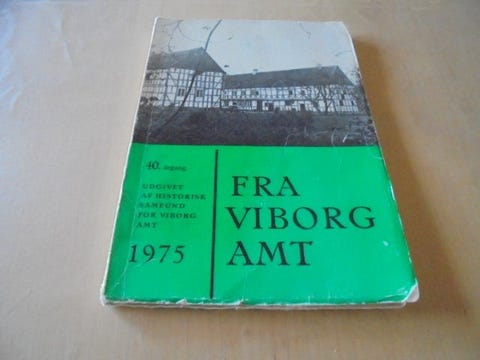 40. årgang
UDGIVET
AF HISTORISK
SAMFUND
FOR VIBORG
AMT
1975
FRA
VIBORG
AMT